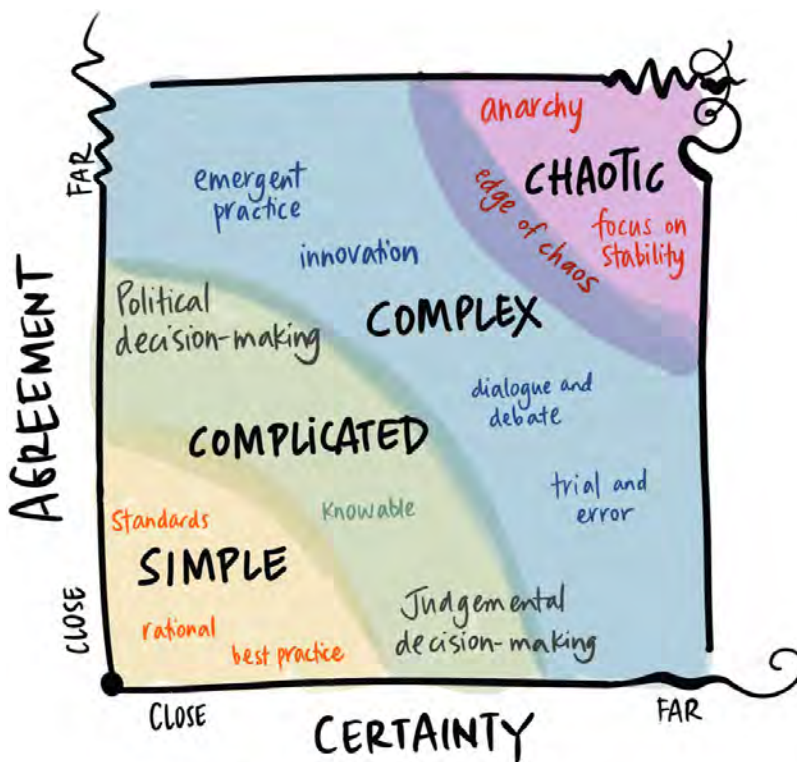 anarchy
CHAOTIC
edge of chaos
focus on
stability
emergent
practice
innovation
COMPLEX
dialogue and
debate
trial and
error
Political
decision-making
COMPLICATED
Knowable
Judgemental
decision-making
Standards
SIMPLE
rational
best practice
FAR
AGREEMENT
CLOSE
CLOSE
CERTAINTY
FAR